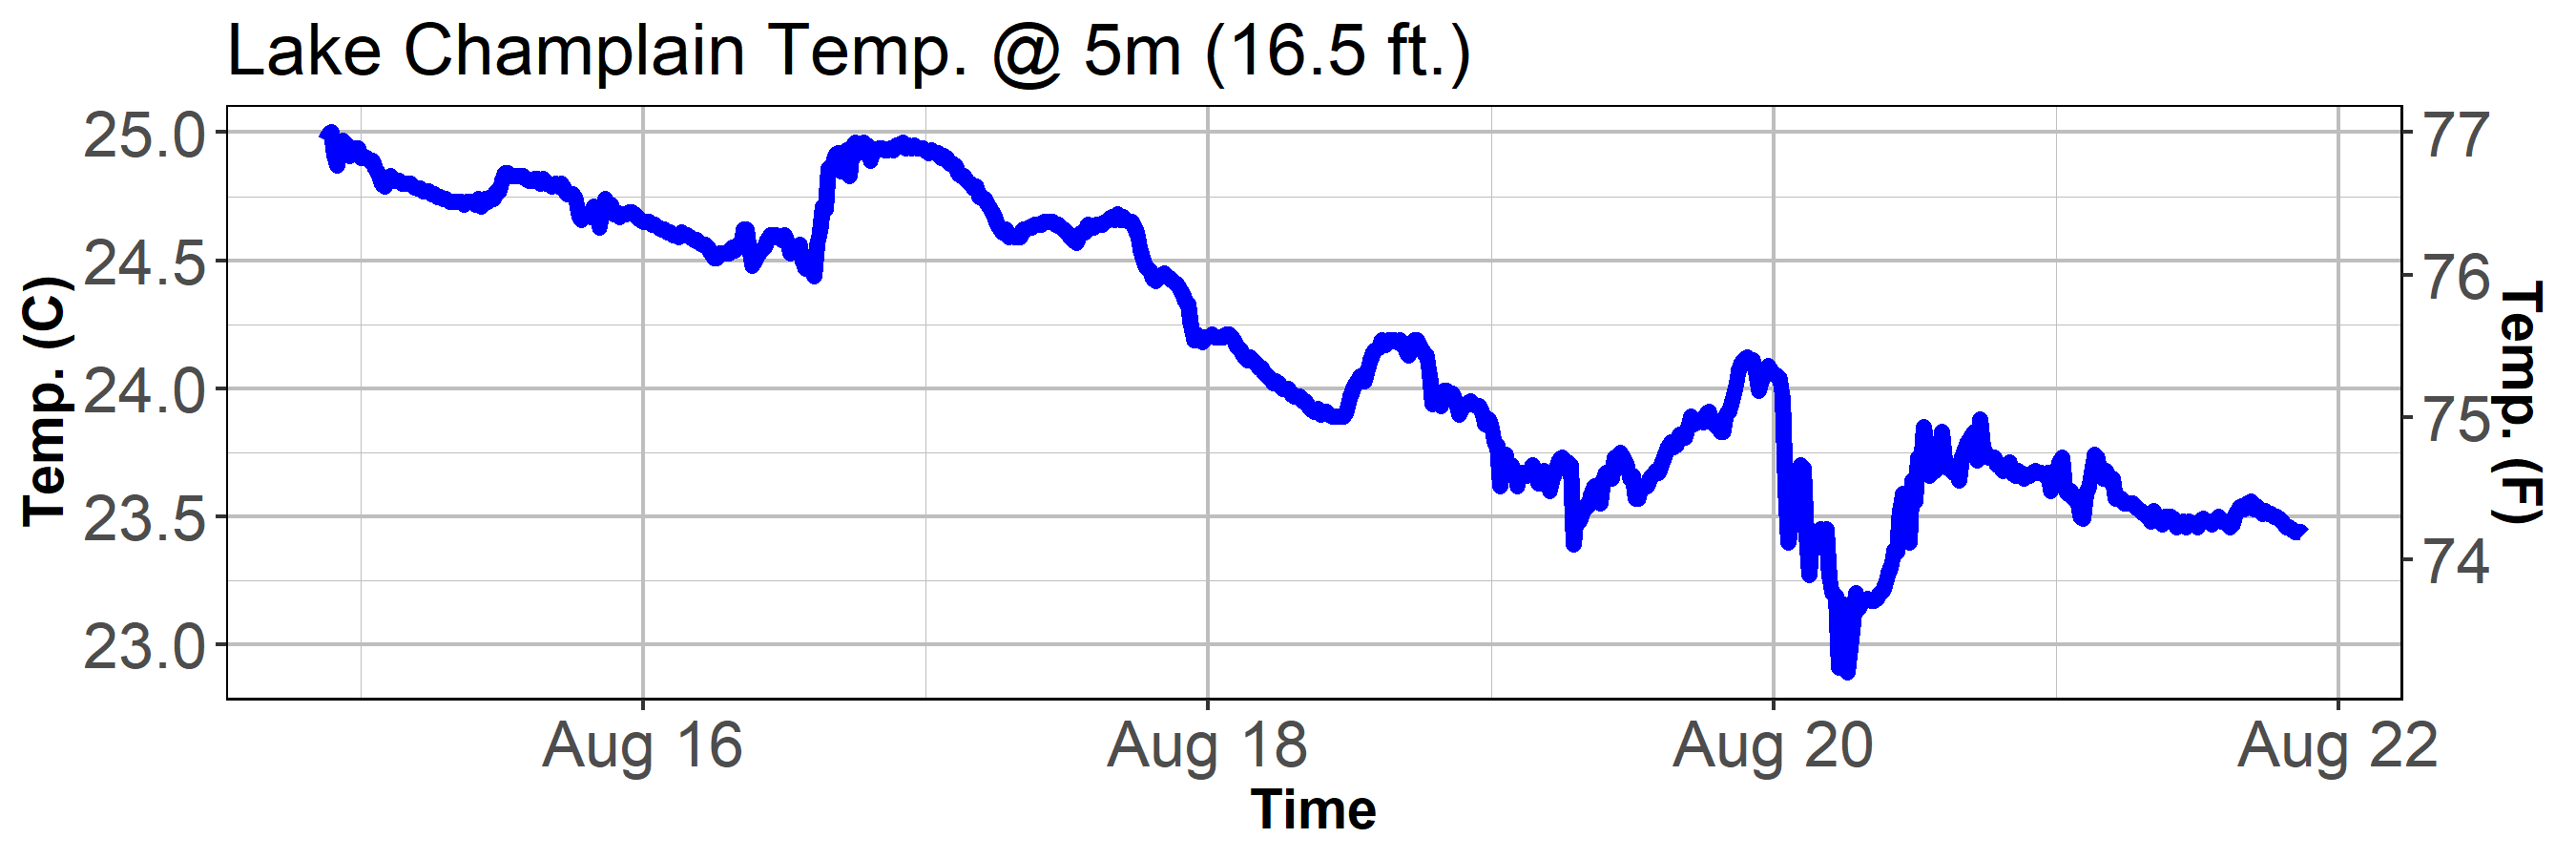 Lake Champlain Temp. @ 5m (16.5 ft.)
Temp. (C)
25.0
24.5
24.0
23.5
23.0
77
76
75
74
Temp. (F)
Aug 16
Aug 18
Aug 20
Aug 22
Time